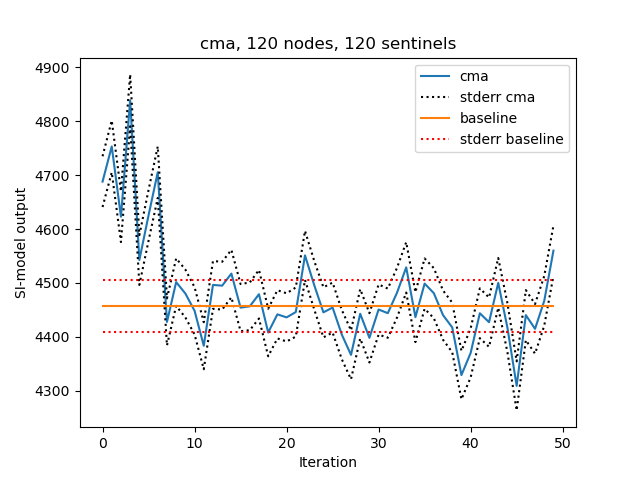 cma, 120 nodes, 120 sentinels
4900
4800
4700
4600
4500
4400
4300
SI-model output
cma
stderr cma
baseline
stderr baseline
0 10 20 30 40 50
Iteration